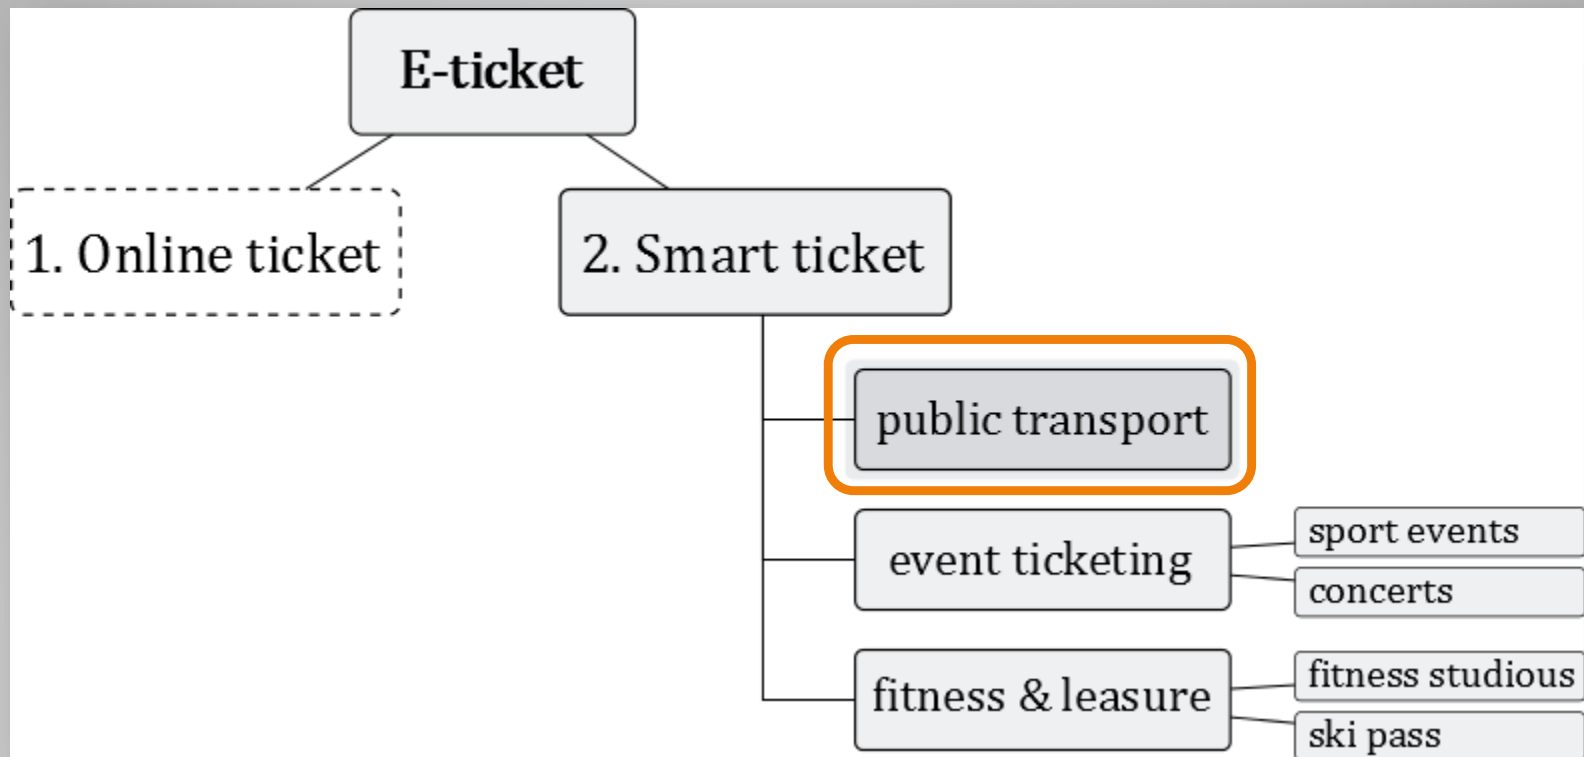 E-ticket
1. Online ticket
2. Smart ticket
public transport
event ticketing
sport events
concerts
fitness & leasure
fitness studious
ski pass